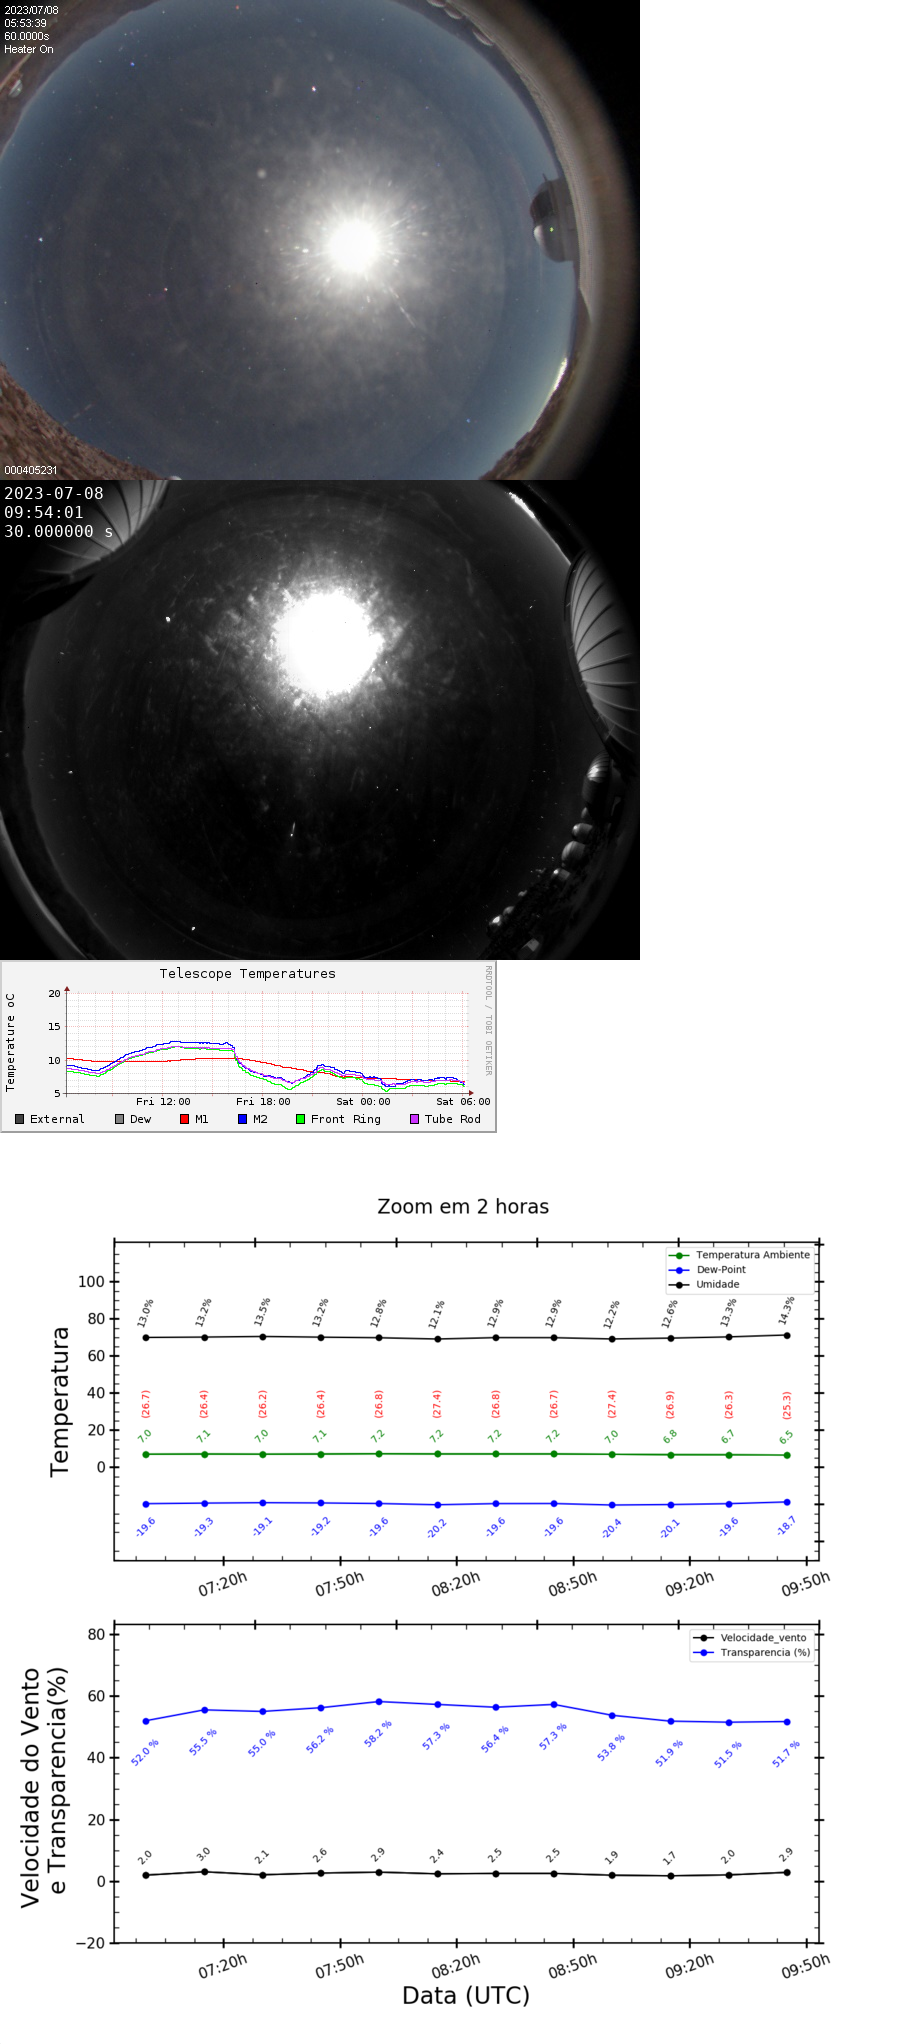 2023/07/08
05:53:39
60.0000s
Heater On
000405231
2023-07-08
09:54:01
30.000000 s
Telescope Temperatures
RRDTOOL / TOBI OETIKER
Temperature oC
20
15
10
5
Fri 12:00 Fri 18:00 Sat 00:00 Sat 06:00
External Dew M1 M2 Front Ring Tube Rod
Zoom em 2 horas
Temperatura Ambiente
Dew-Point
Umidade
Temperatura
100
80
60
40
20
0
13.0% 13.2% 13.5% 13.2% 12.8% 12.1% 12.9% 12.9% 12.2% 12.6% 13.3% 14.3%
(26.7) (26.4) (26.2) (26.4) (26.8) (27.4) (26.8) (26.7) (27.4) (26.9) (26.3) (25.3)
7.0 7.1 7.0 7.1 7.2 7.2 7.2 7.2 7.0 6.8 6.7 6.5
-19.6 -19.3 -19.1 -19.2 -19.6 -20.2 -19.6 -19.6 -20.4 -20.1 -19.6 -18.7
07:20h 07:50h 08:20h 08:50h 09:20h 09:50h
Velocidade_vento
Transparencia (%)
Velocidade do Vento
e Transparencia(%)
80
60
40
20
0
−20
52.0 % 55.5 % 55.0 % 56.2 % 58.2 % 57.3 % 56.4 % 57.3 % 53.8 % 51.9 % 51.5 % 51.7 %
2.0 3.0 2.1 2.6 2.9 2.4 2.5 2.5 1.9 1.7 2.0 2.9
07:20h 07:50h 08:20h 08:50h 09:20h 09:50h
Data (UTC)